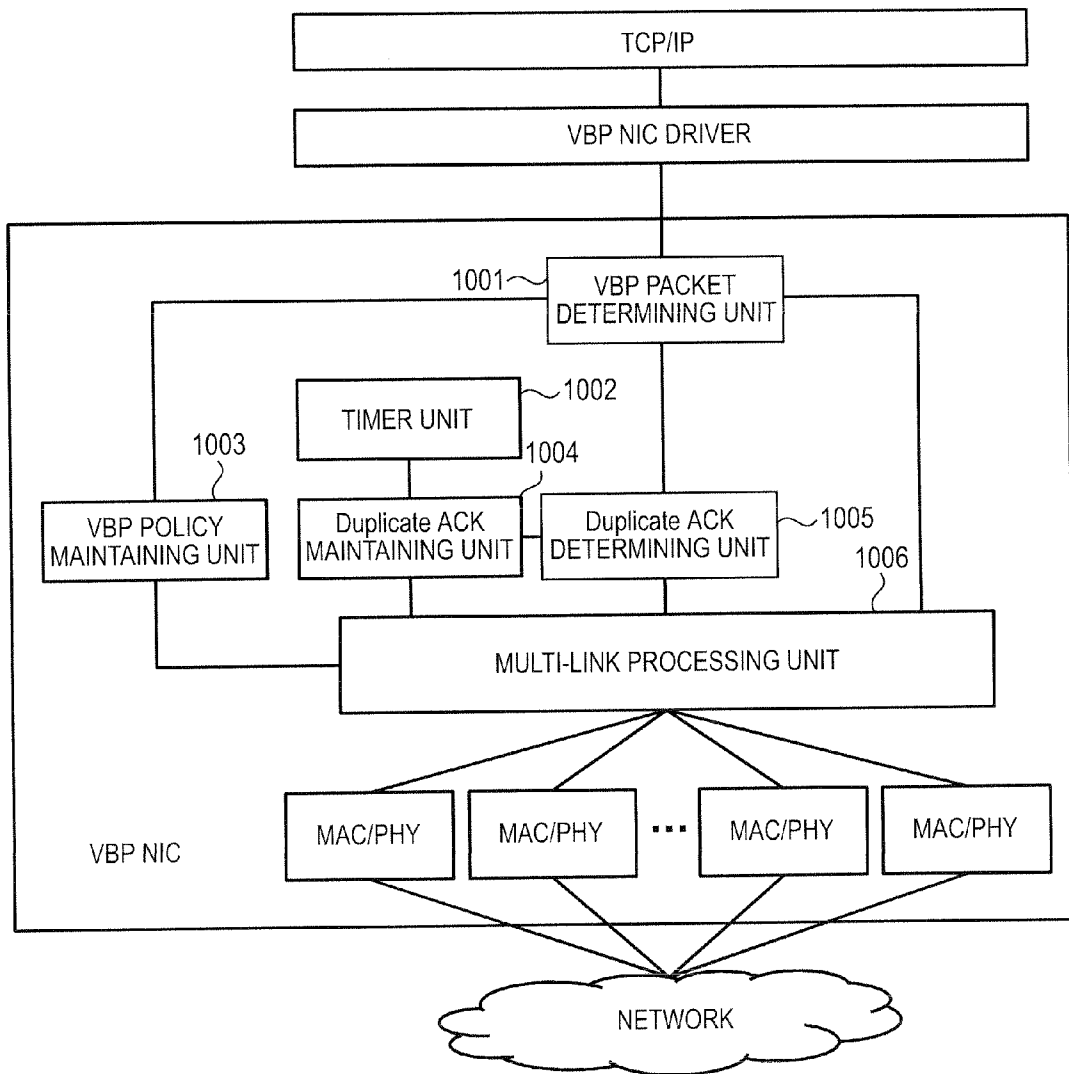 TCP/IP
VBP NIC DRIVER
1001
VBP PACKET
DETERMINING UNIT
1002
TIMER UNIT
1003
1004
VBP POLICY
MAINTAINING UNIT
Duplicate ACK
MAINTAINING UNIT
Duplicate ACK
DETERMINING UNIT
1005
1006
MULTI-LINK PROCESSING UNIT
MAC/PHY
MAC/PHY
...
MAC/PHY
MAC/PHY
VBP NIC
NETWORK